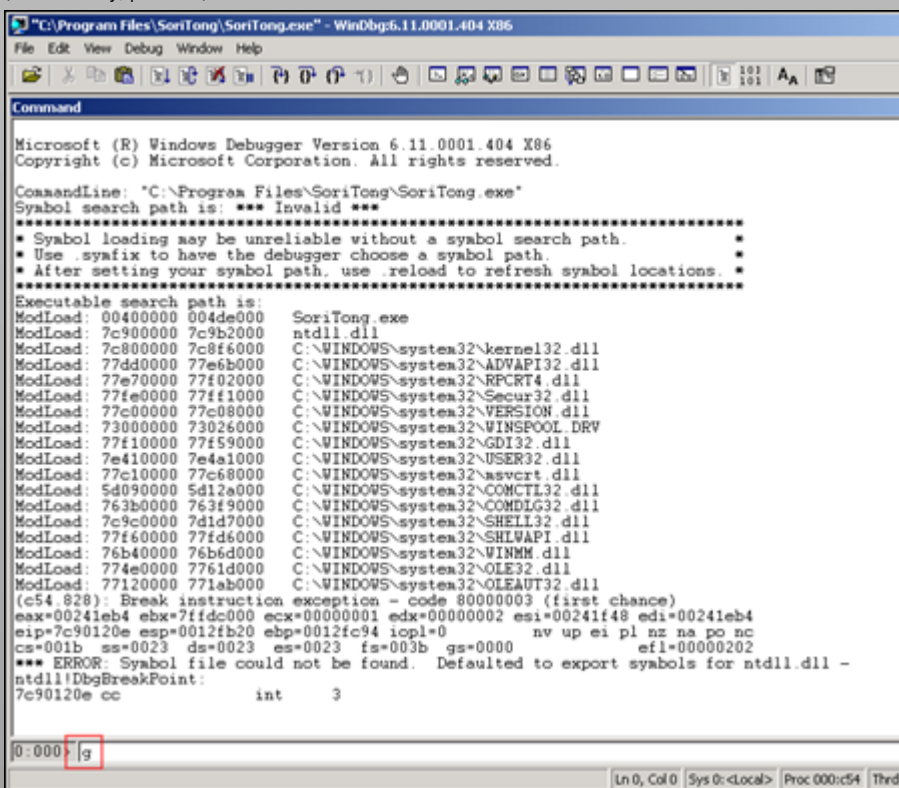 "C:\Program Files\SoriTong\SoriTong.exe" - WinDbg:6.11.0001.404 X86
File Edit View Debug Window Help
Command
Microsoft (R) Windows Debugger Version 6.11.0001.404 X86
Copyright (c) Microsoft Corporation. All rights reserved.
CommandLine: "C:\Program Files\SoriTong\SoriTong.exe"
Symbol search path is: *** Invalid ***
****************************************************************************
* Symbol loading may be unreliable without a symbol search path. *
* Use .symfix to have the debugger choose a symbol path. *
* After setting your symbol path, use .reload to refresh symbol locations. *
****************************************************************************
Executable search path is:
ModLoad: 00400000 004de000 SoriTong.exe
ModLoad: 7c900000 7c9b2000 ntdll.dll
ModLoad: 7c800000 7c8f6000 C:\WINDOWS\system32\kernel32.dll
ModLoad: 77dd0000 77e6b000 C:\WINDOWS\system32\ADVAPI32.dll
ModLoad: 77e70000 77f02000 C:\WINDOWS\system32\RPCRT4.dll
ModLoad: 77fe0000 77ff1000 C:\WINDOWS\system32\Secur32.dll
ModLoad: 77c00000 77c08000 C:\WINDOWS\system32\VERSION.dll
ModLoad: 73000000 73026000 C:\WINDOWS\system32\WINSPOOL.DRV
ModLoad: 77f10000 77f59000 C:\WINDOWS\system32\GDI32.dll
ModLoad: 7e410000 7e4a1000 C:\WINDOWS\system32\USER32.dll
ModLoad: 77c10000 77c68000 C:\WINDOWS\system32\msvcrt.dll
ModLoad: 5d090000 5d12a000 C:\WINDOWS\system32\COMCTL32.dll
ModLoad: 763b0000 763f9000 C:\WINDOWS\system32\COMDLG32.dll
ModLoad: 7c9c0000 7d1d7000 C:\WINDOWS\system32\SHELL32.dll
ModLoad: 77f60000 77fd6000 C:\WINDOWS\system32\SHLWAPI.dll
ModLoad: 76b40000 76b6d000 C:\WINDOWS\system32\WINMM.dll
ModLoad: 774e0000 7761d000 C:\WINDOWS\system32\OLE32.dll
ModLoad: 77120000 771ab000 C:\WINDOWS\system32\OLEAUT32.dll
(c54.828): Break instruction exception - code 80000003 (first chance)
eax=00241eb4 ebx=7ffdc000 ecx=00000001 edx=00000002 esi=00241f48 edi=00241eb4
eip=7c90120e esp=0012fb20 ebp=0012fc94 iopl=0 nv up ei pl nz na po nc
cs=001b ss=0023 ds=0023 es=0023 fs=003b gs=0000 efl=00000202
*** ERROR: Symbol file could not be found. Defaulted to export symbols for ntdll.dll -
ntdll!DbgBreakPoint:
7c90120e cc int 3
0:000> g
Ln 0, Col 0 Sys 0:<Local> Proc 000:c54 Thrd